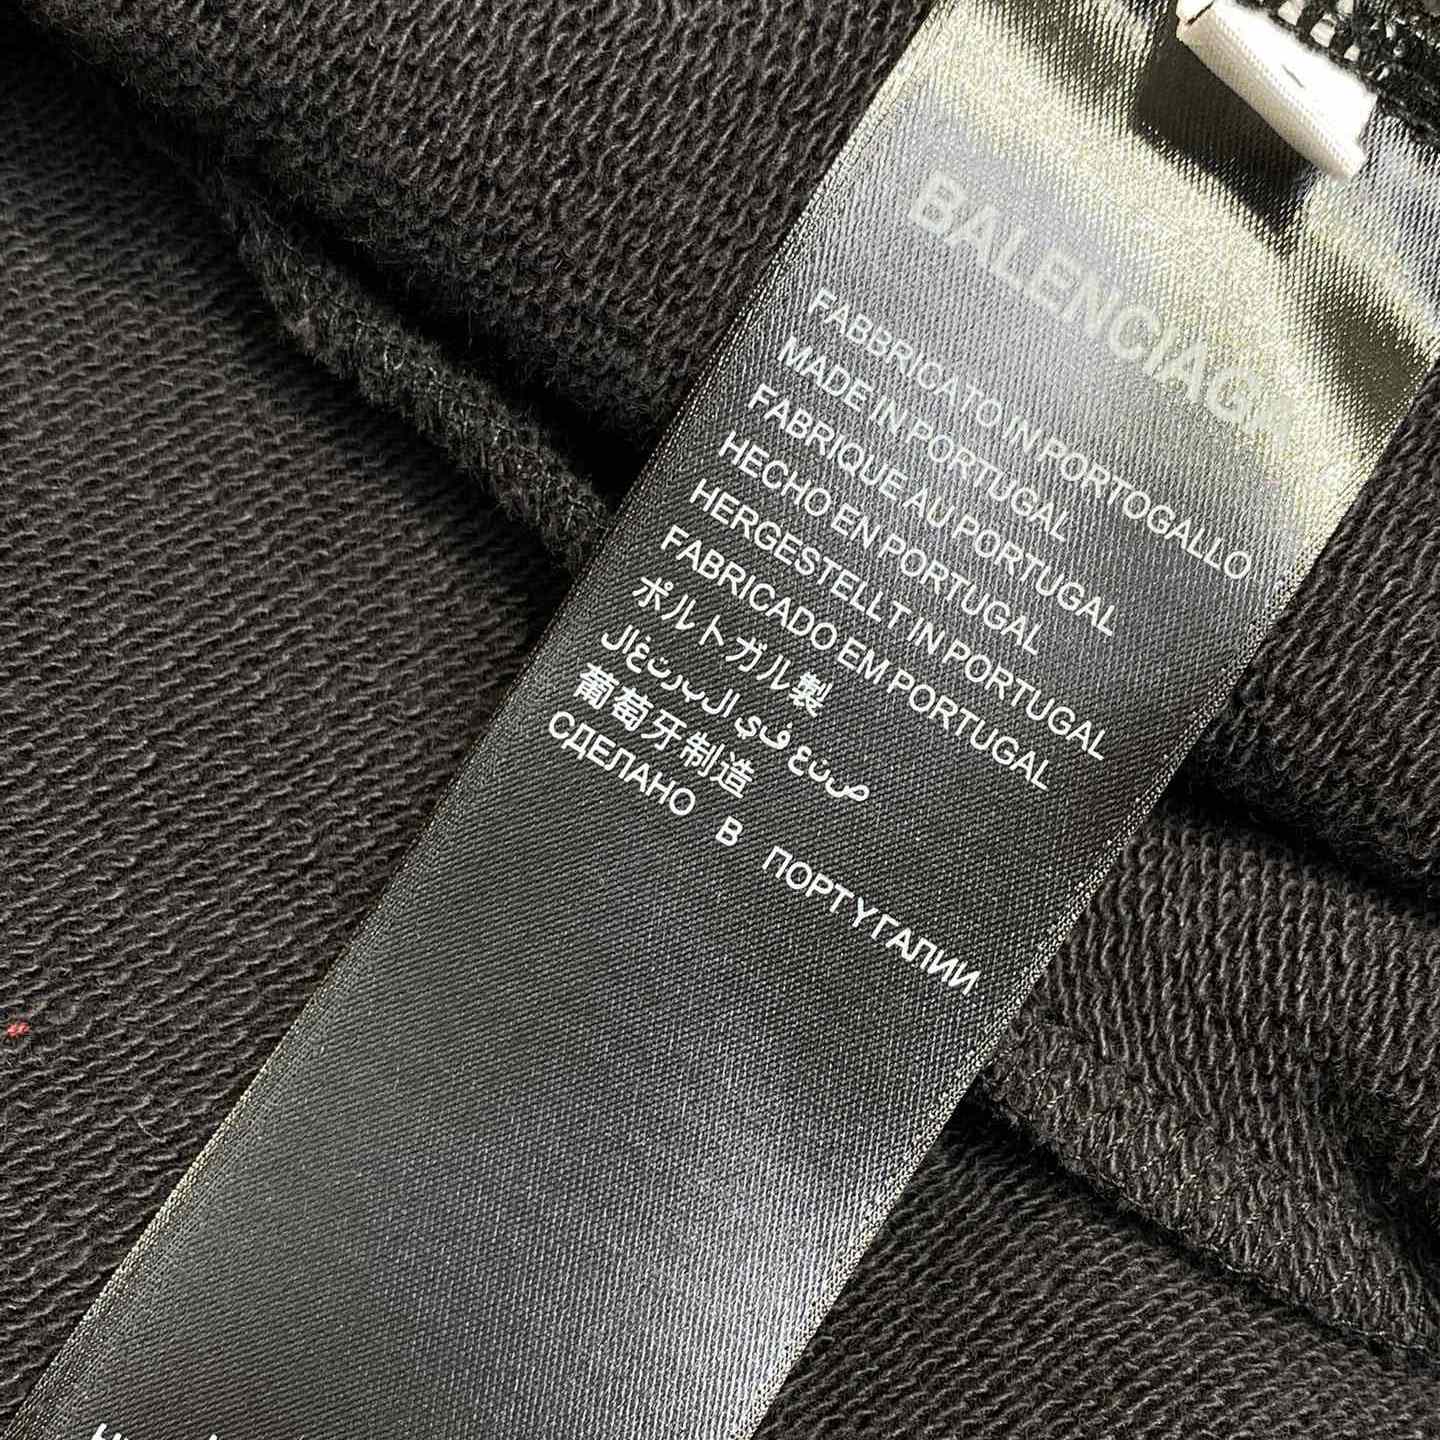 BALENCIAGA
FABBRICATO IN PORTOGALLO
MADE IN PORTUGAL
FABRIQUE AU PORTUGAL
HECHO EN PORTUGAL
HERGESTELLT IN PORTUGAL
FABRICADO EM PORTUGAL
ポルトガル製
صنع في البرتغال
葡萄牙制造
СДЕЛАНО В ПОРТУГАЛИИ